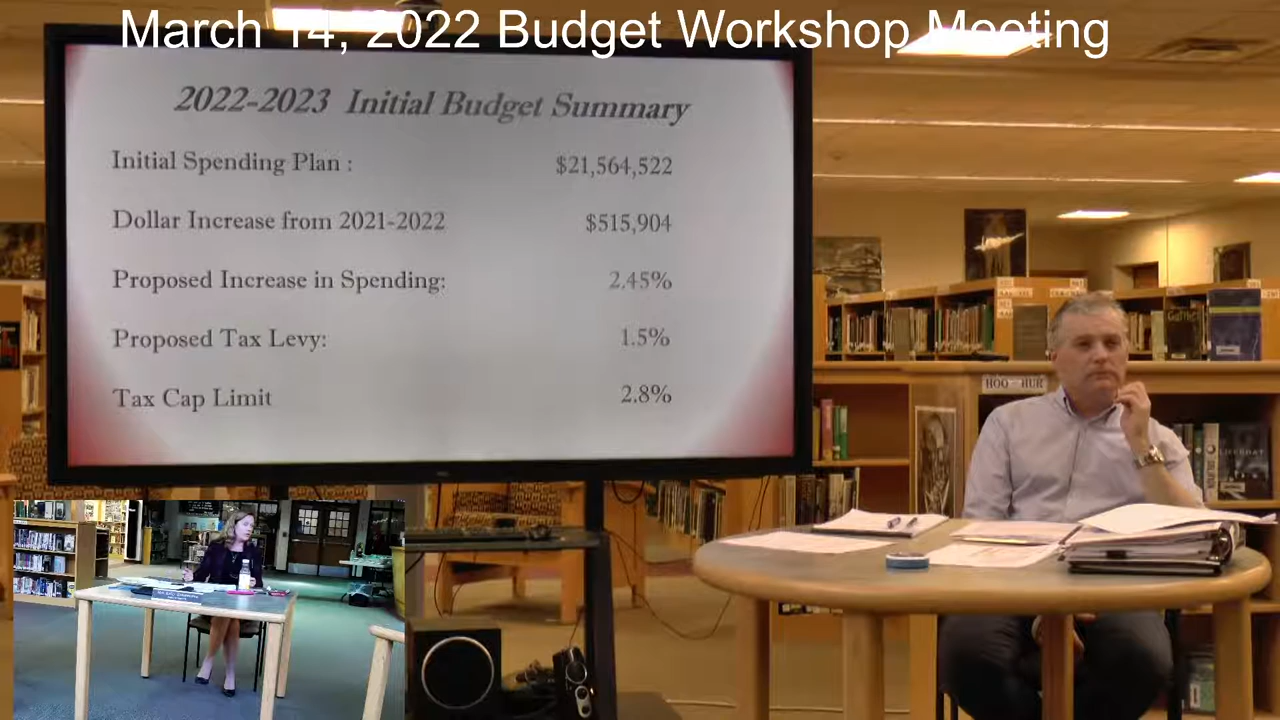 March 14, 2022 Budget Workshop Meeting
2022-2023 Initial Budget Summary
Initial Spending Plan : $21,564,522
Dollar Increase from 2021-2022 $515,904
Proposed Increase in Spending: 2.45%
Proposed Tax Levy: 1.5%
Tax Cap Limit 2.8%
HOO - HUR